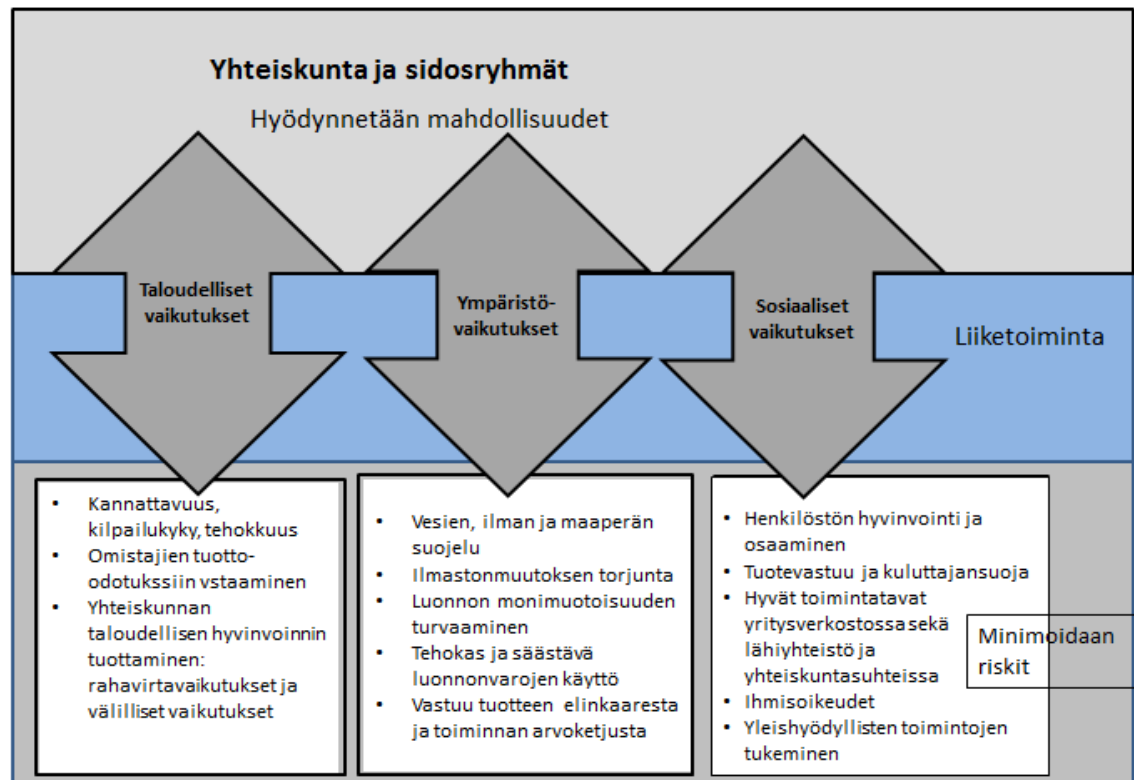 Yhteiskunta ja sidosryhmät
Hyödynnetään mahdollisuudet
Taloudelliset
vaikutukset
Ympäristö-
vaikutukset
Sosiaaliset
vaikutukset
Liiketoiminta
• Kannattavuus,
kilpailukyky, tehokkuus
• Omistajien tuotto-
odotukssiin vstaaminen
• Yhteiskunnan
taloudellisen hyvinvoinnin
tuottaminen:
rahavirtavaikutukset ja
välilliset vaikutukset
• Vesien, ilman ja maaperän
suojelu
• Ilmastonmuutoksen torjunta
• Luonnon monimuotoisuuden
turvaaminen
• Tehokas ja säästävä
luonnonvarojen käyttö
• Vastuu tuotteen elinkaaresta
ja toiminnan arvoketjusta
• Henkilöstön hyvinvointi ja
osaaminen
• Tuotevastuu ja kuluttajansuoja
• Hyvät toimintatavat
yritysverkostossa sekä
lähiyhteistö ja
yhteiskuntasuhteissa
• Ihmisoikeudet
• Yleishyödyllisten toimintojen
tukeminen
Minimoidaan
riskit